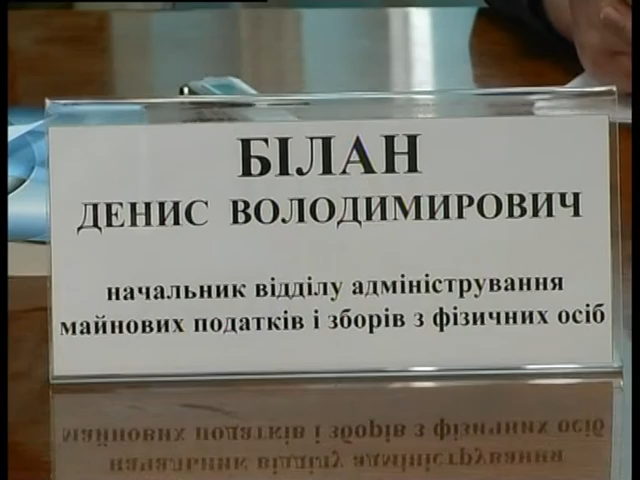 БІЛАН
ДЕНИС ВОЛОДИМИРОВИЧ
начальник відділу адміністрування
майнових податків і зборів з фізичних осіб